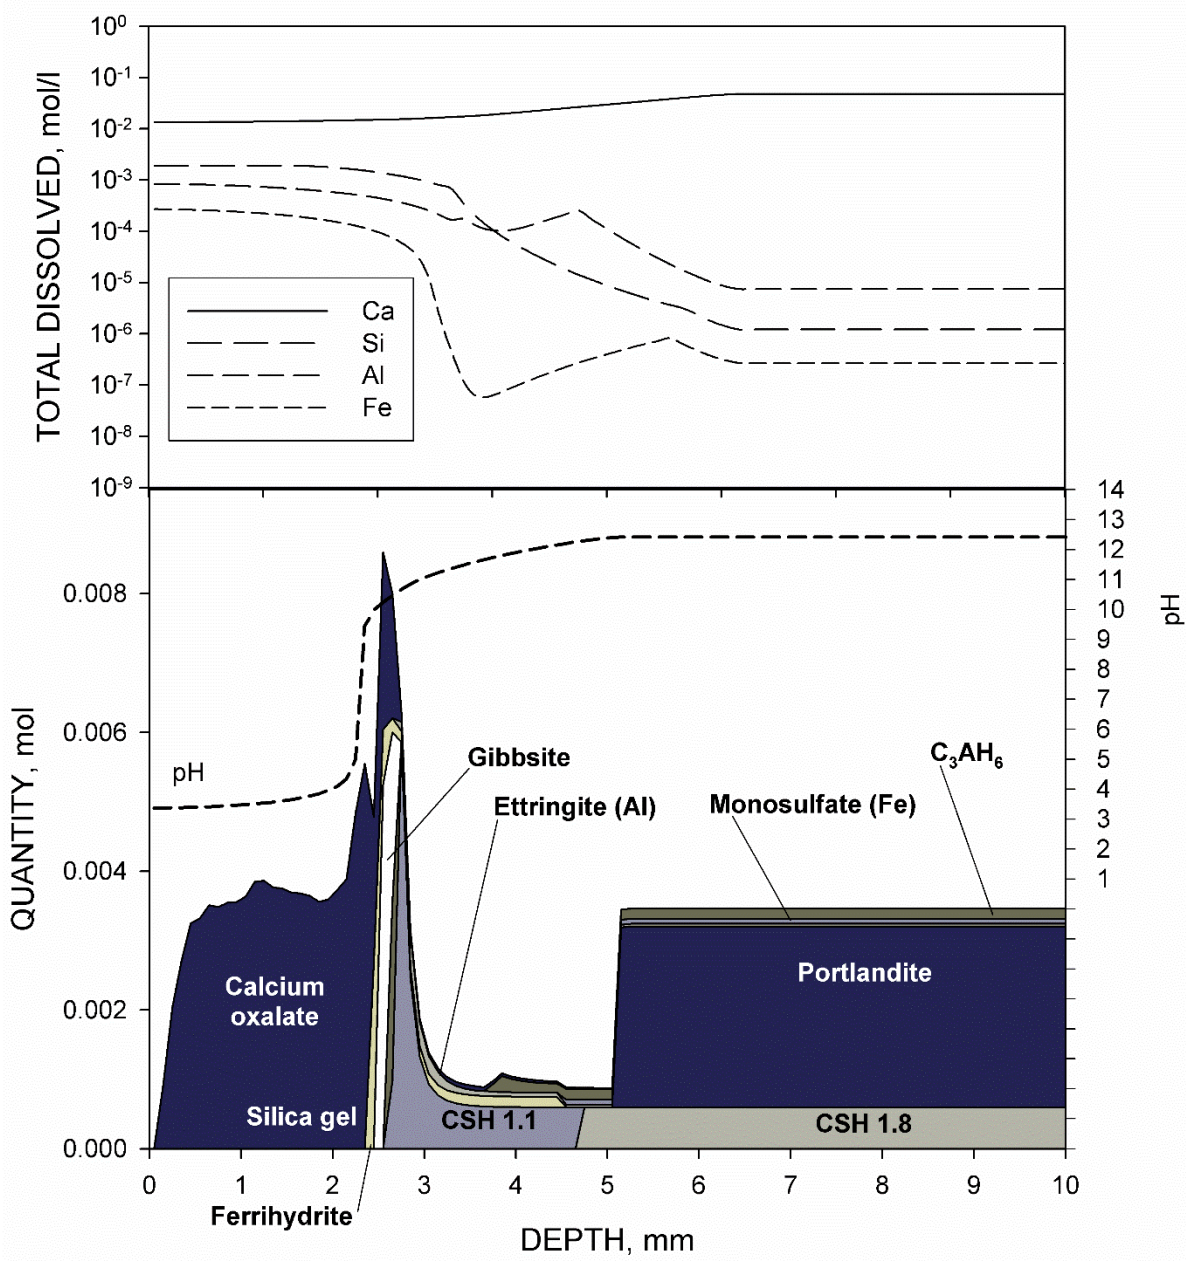 10⁰
10⁻¹
10⁻²
10⁻³
10⁻⁴
10⁻⁵
10⁻⁶
10⁻⁷
10⁻⁸
10⁻⁹
TOTAL DISSOLVED, mol/l
Ca
Si
Al
Fe
14
13
12
11
10
9
8
7
6
5
4
3
2
1
pH
0.008
0.006
0.004
0.002
0.000
QUANTITY, mol
pH
Gibbsite
Ettringite (Al)
Monosulfate (Fe)
C₃AH₆
Calcium
oxalate
Portlandite
Silica gel
CSH 1.1
CSH 1.8
0 1 2 3 4 5 6 7 8 9 10
Ferrihydrite
DEPTH, mm